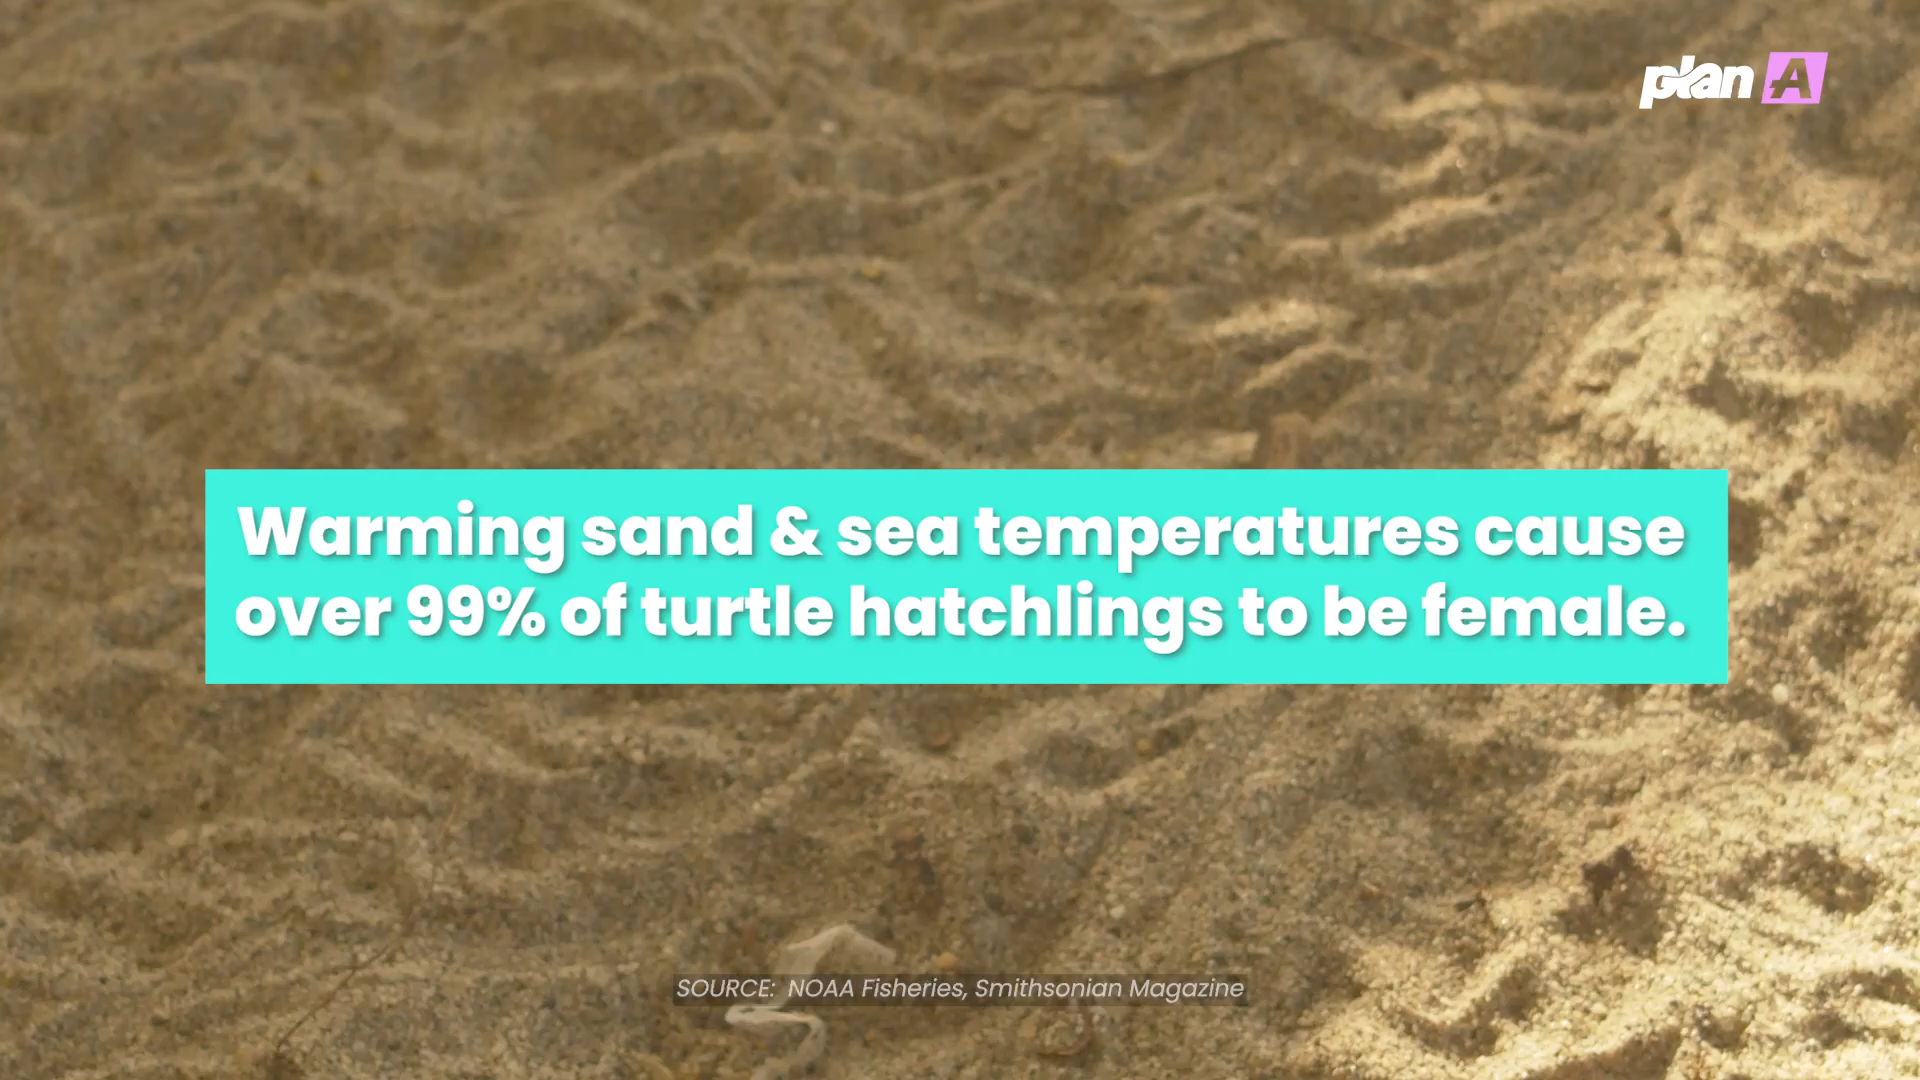 plan A
Warming sand & sea temperatures cause
over 99% of turtle hatchlings to be female.
SOURCE: NOAA Fisheries, Smithsonian Magazine